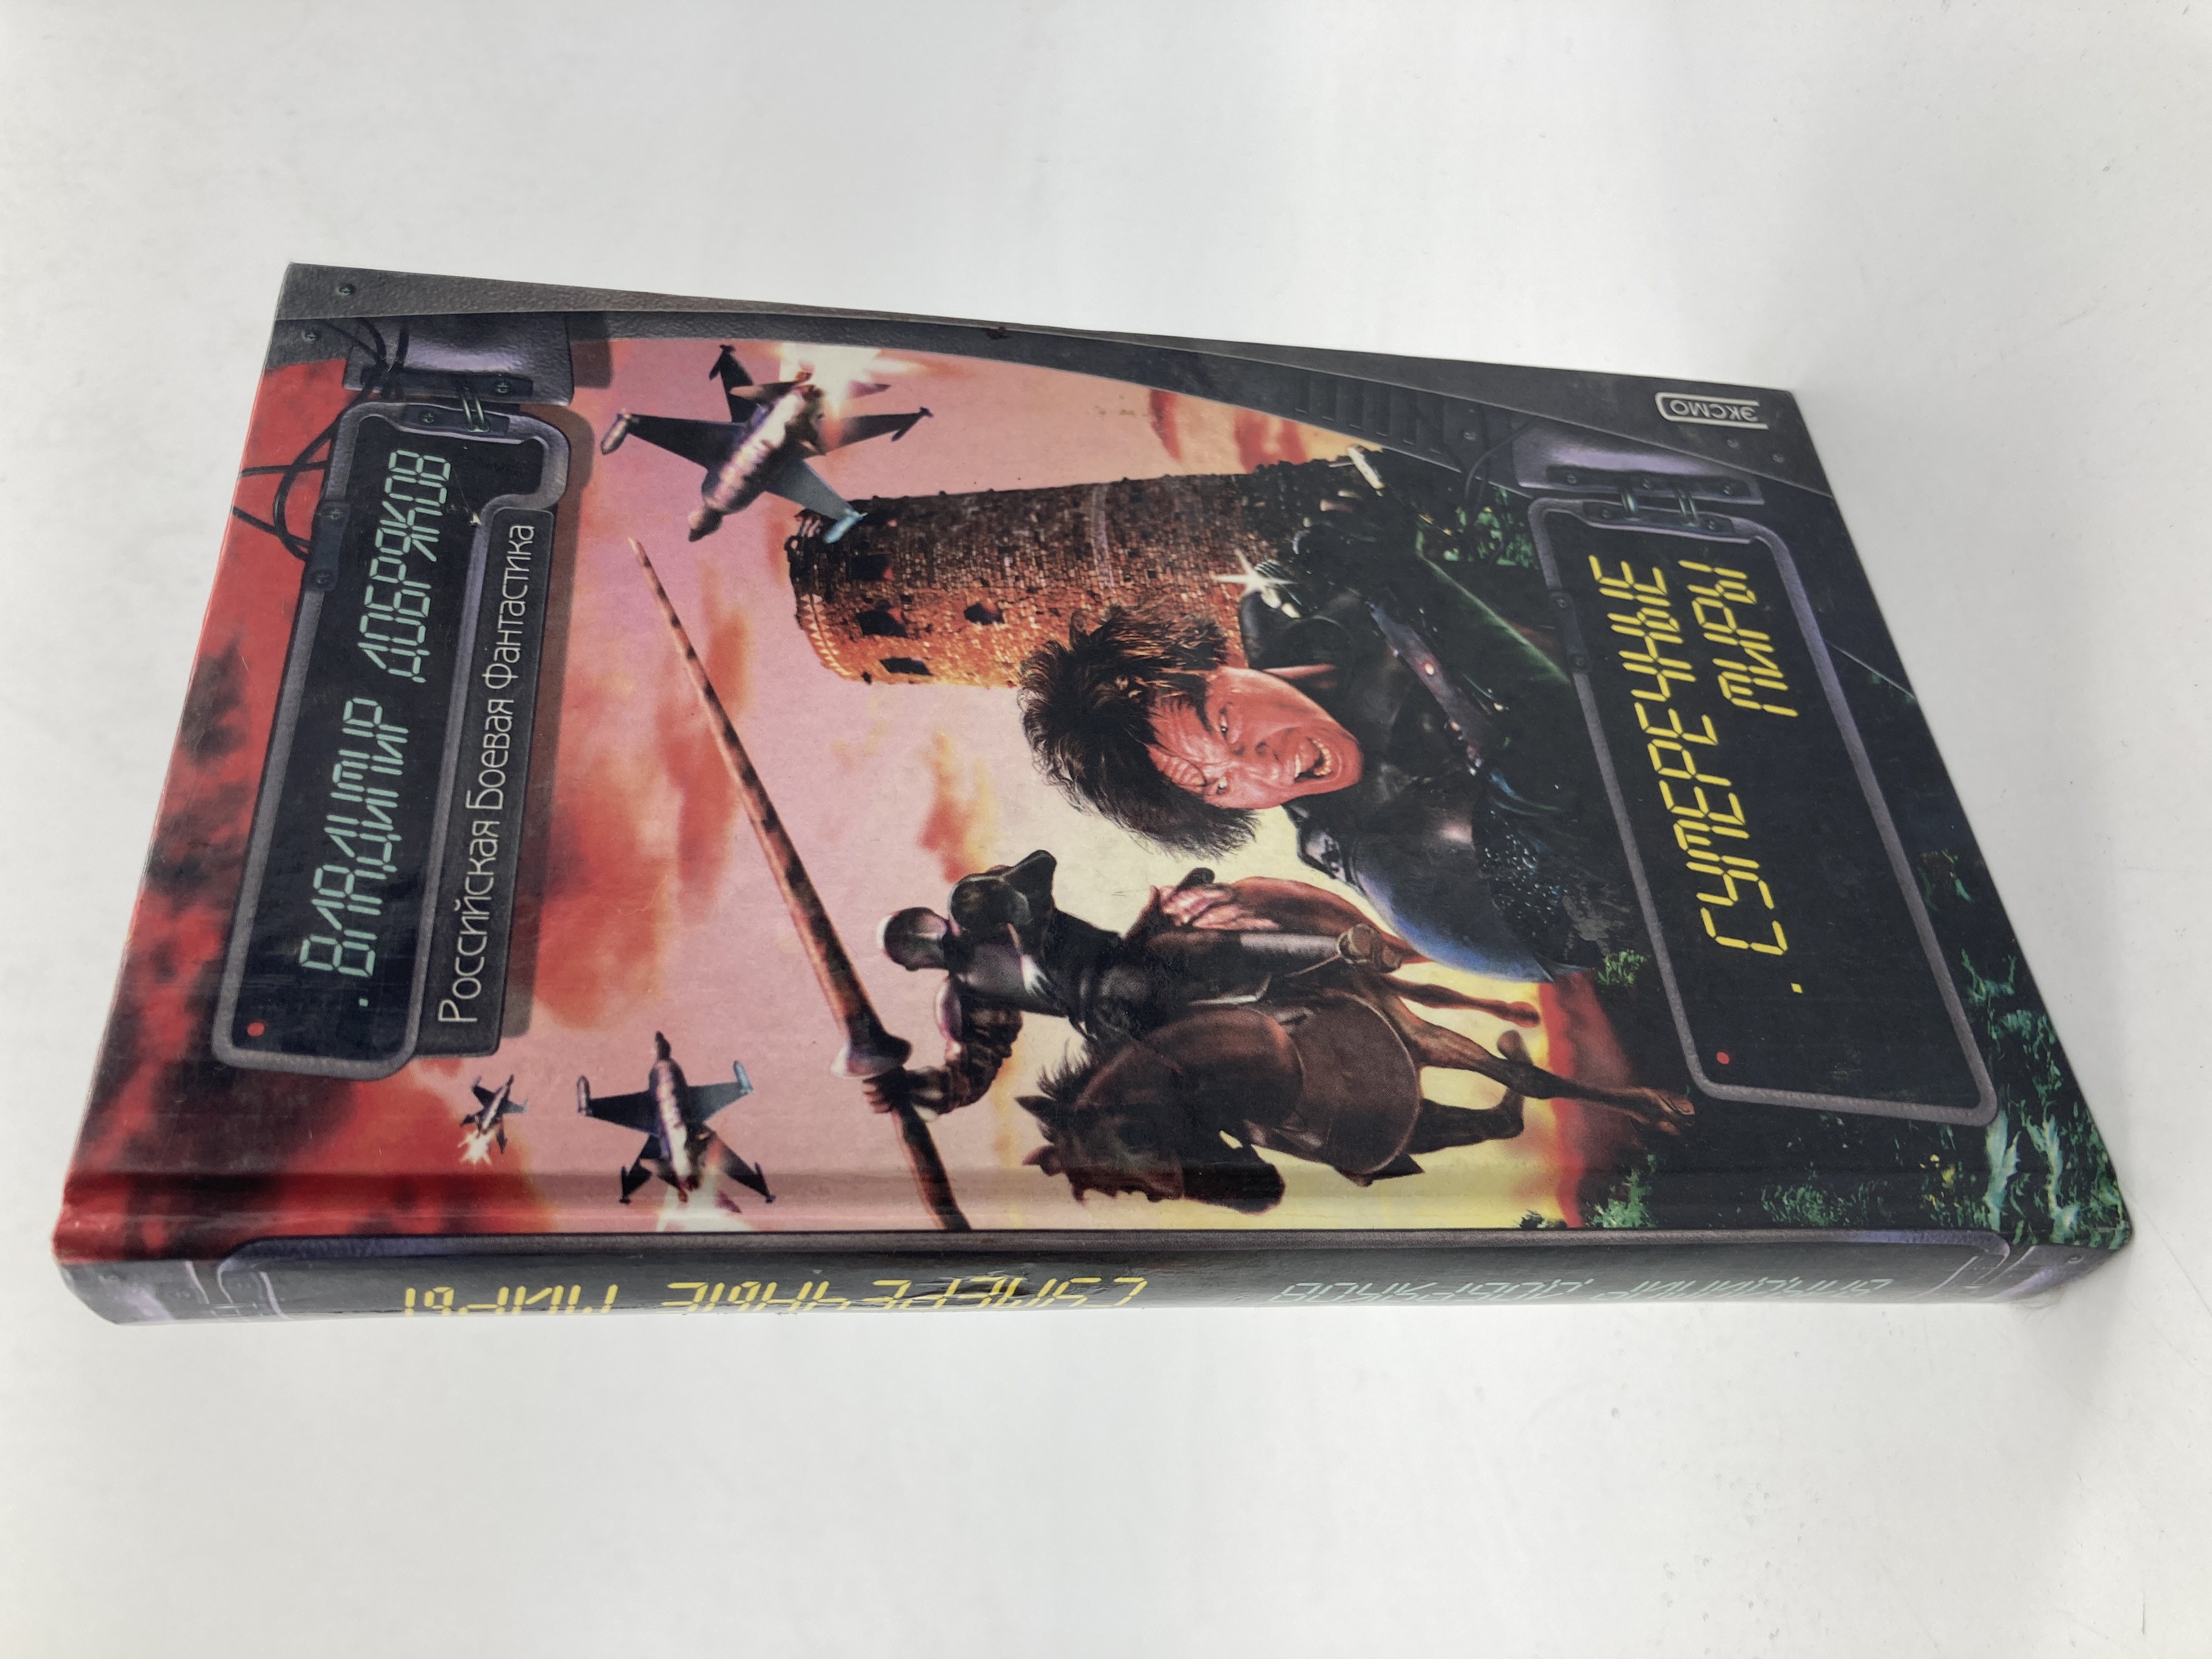 .ВЛАДИМИР ДОБРЯКОВ
Российская Боевая Фантастика
. СУМЕРЕЧНЫЕ
МИРЫ
ЭКСМО
ВЛАДИМИР ДОБРЯКОВ
СУМЕРЕЧНЫЕ МИРЫ